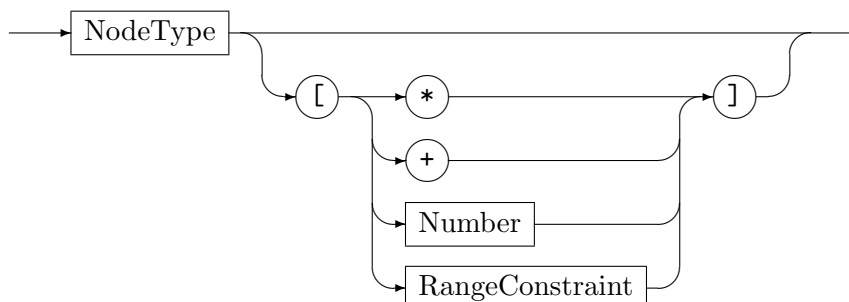 NodeType
[ * ]
+
Number
RangeConstraint